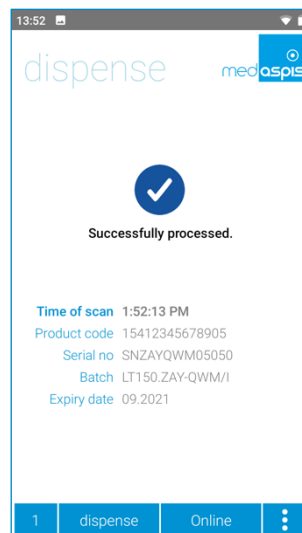 13:52
dispense
medaspis
Successfully processed.
Time of scan 1:52:13 PM
Product code 15412345678905
Serial no SNZAYQWM05050
Batch LT150.ZAY-QWM/I
Expiry date 09.2021
1 dispense Online